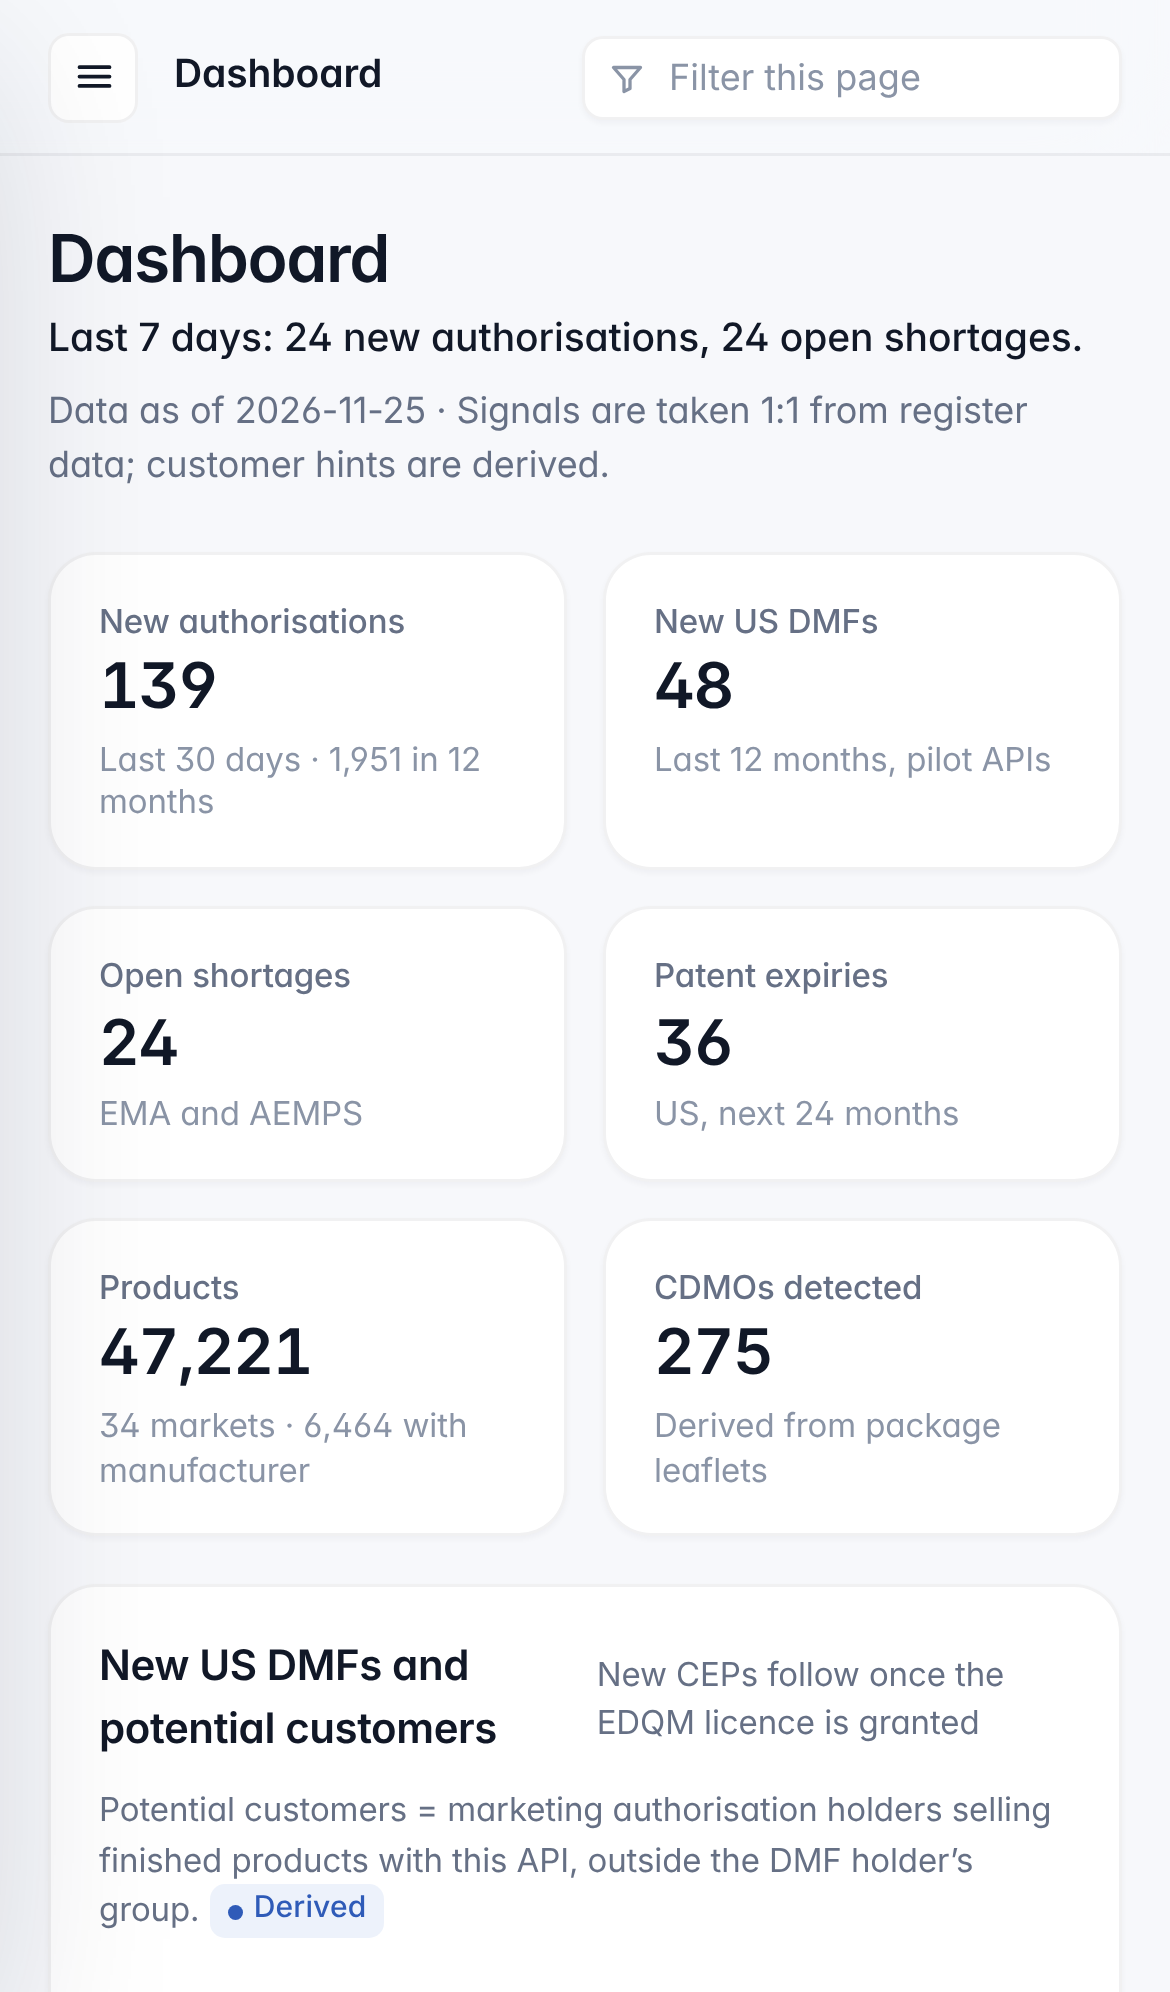 Dashboard
Filter this page
Dashboard
Last 7 days: 24 new authorisations, 24 open shortages.
Data as of 2026-11-25 · Signals are taken 1:1 from register
data; customer hints are derived.
New authorisations
139
Last 30 days · 1,951 in 12
months
New US DMFs
48
Last 12 months, pilot APIs
Open shortages
24
EMA and AEMPS
Patent expiries
36
US, next 24 months
Products
47,221
34 markets · 6,464 with
manufacturer
CDMOs detected
275
Derived from package
leaflets
New US DMFs and
potential customers
New CEPs follow once the
EDQM licence is granted
Potential customers = marketing authorisation holders selling
finished products with this API, outside the DMF holder’s
group. Derived